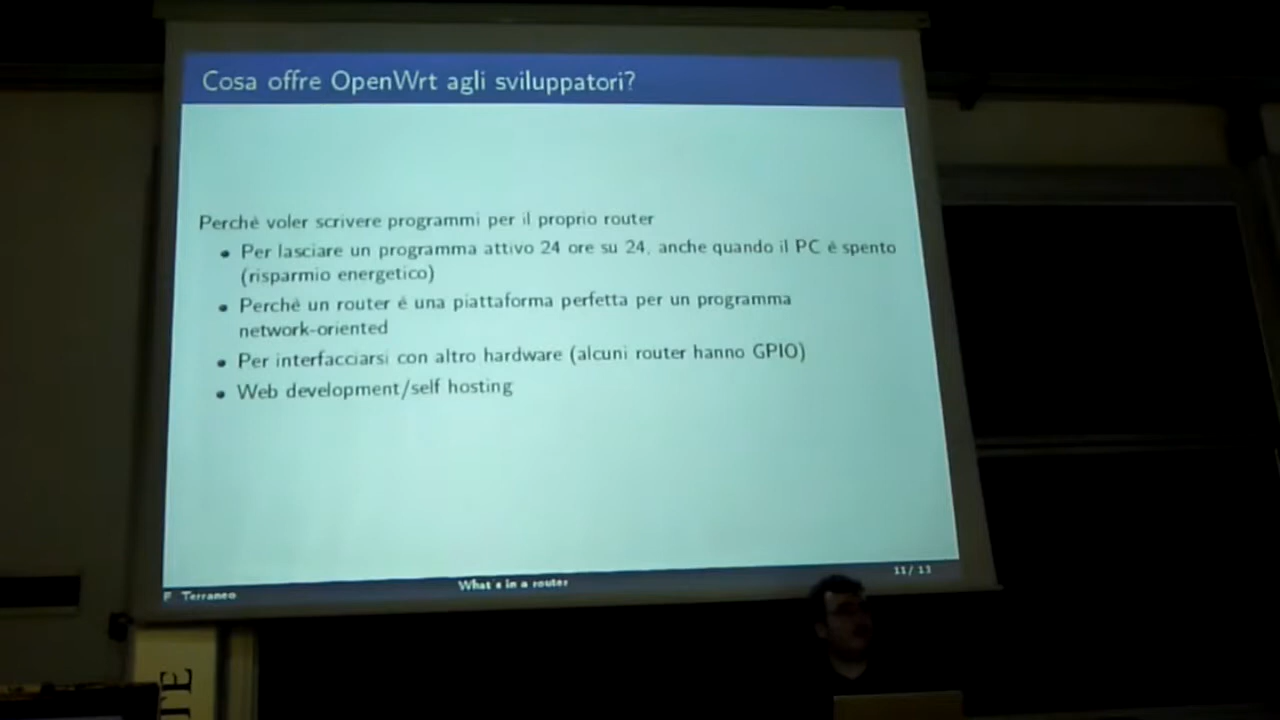 Cosa offre OpenWrt agli sviluppatori?
Perchè voler scrivere programmi per il proprio router
• Per lasciare un programma attivo 24 ore su 24, anche quando il PC è spento
(risparmio energetico)
• Perchè un router é una piattaforma perfetta per un programma
network-oriented
• Per interfacciarsi con altro hardware (alcuni router hanno GPIO)
• Web development/self hosting
F. Terraneo
What's in a router
11/13